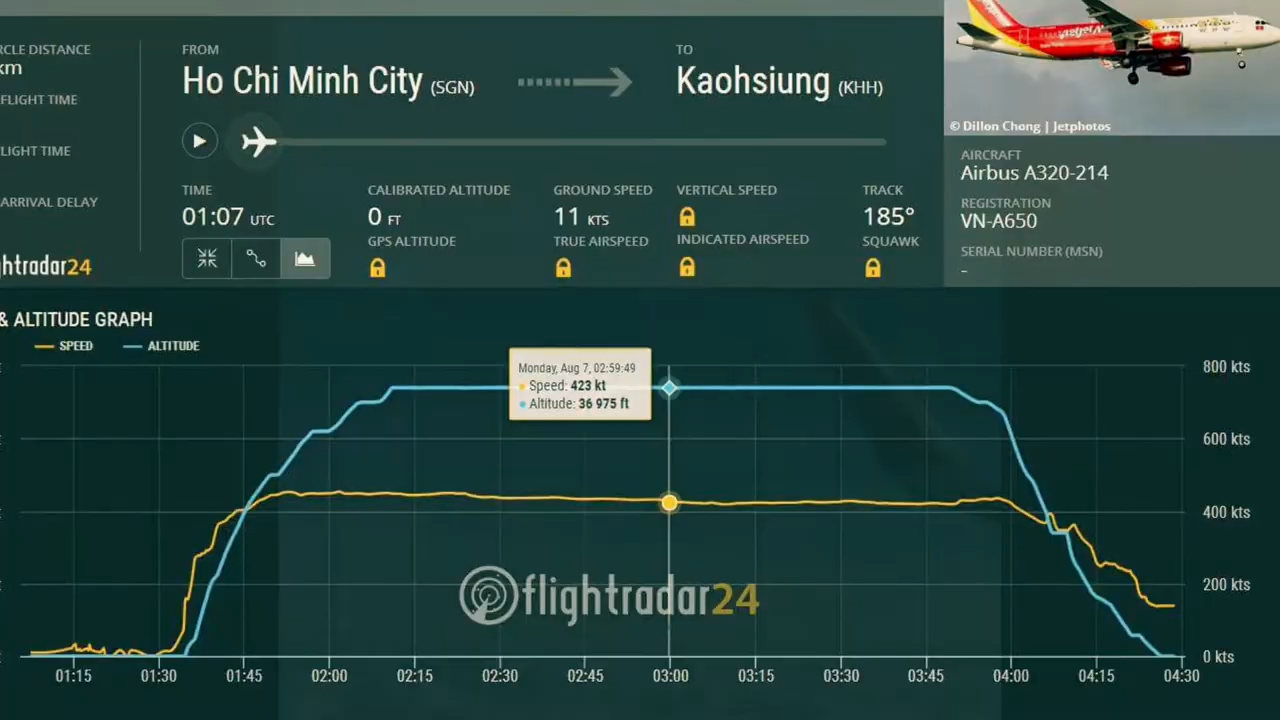 RCLE DISTANCE
km
FLIGHT TIME
LIGHT TIME
ARRIVAL DELAY
htradar24
FROM
Ho Chi Minh City (SGN)
TO
Kaohsiung (KHH)
TIME
01:07 UTC
CALIBRATED ALTITUDE
0 FT
GPS ALTITUDE
GROUND SPEED
11 KTS
TRUE AIRSPEED
VERTICAL SPEED
INDICATED AIRSPEED
TRACK
185°
SQUAWK
© Dillon Chong | Jetphotos
AIRCRAFT
Airbus A320-214
REGISTRATION
VN-A650
SERIAL NUMBER (MSN)
-
& ALTITUDE GRAPH
SPEED ALTITUDE
Monday, Aug 7, 02:59:49
Speed: 423 kt
Altitude: 36 975 ft
800 kts
600 kts
400 kts
200 kts
0 kts
flightradar24
01:15 01:30 01:45 02:00 02:15 02:30 02:45 03:00 03:15 03:30 03:45 04:00 04:15 04:30